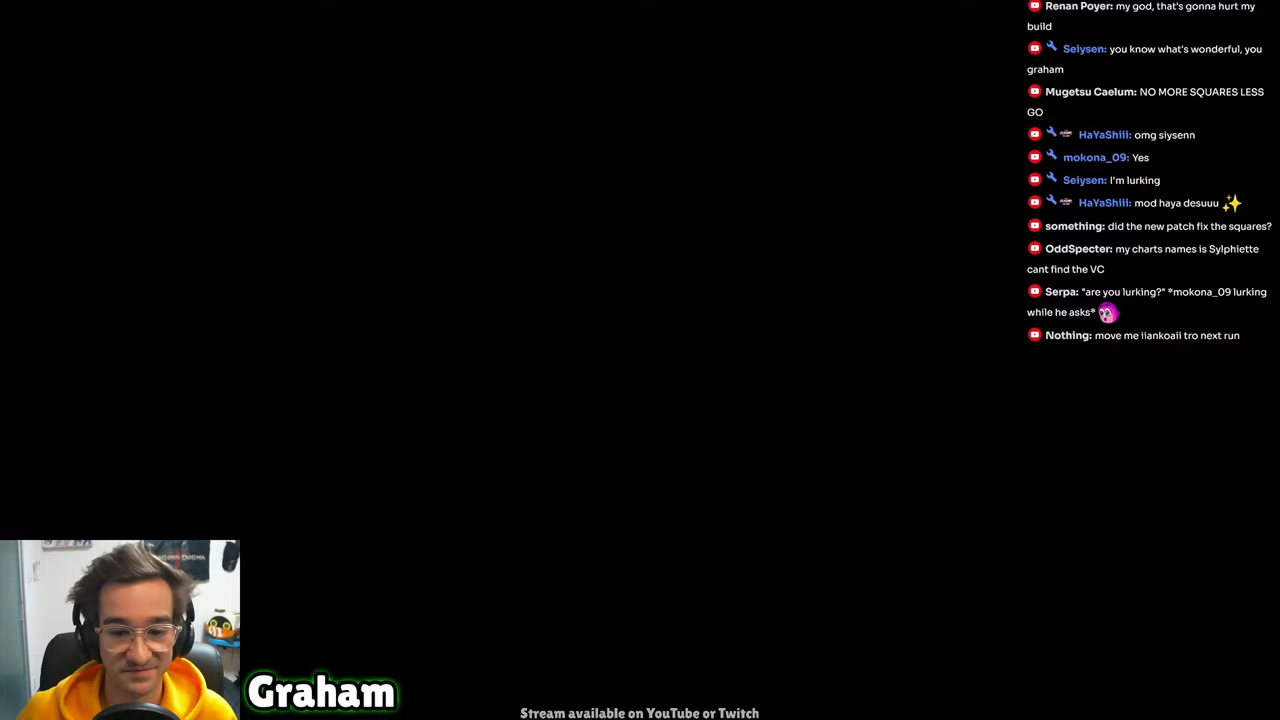 Renan Poyer: my god, that's gonna hurt my
build
Seiysen: you know what's wonderful, you
graham
Mugetsu Caelum: NO MORE SQUARES LESS
GO
HaYaShiii: omg siysenn
mokona_09: Yes
Seiysen: I'm lurking
HaYaShiii: mod haya desuuu ✨
something: did the new patch fix the squares?
OddSpecter: my charts names is Sylphiette
cant find the VC
Serpa: "are you lurking?" *mokona_09 lurking
while he asks*
Nothing: move me iiankoaii tro next run
Graham
Stream available on YouTube or Twitch